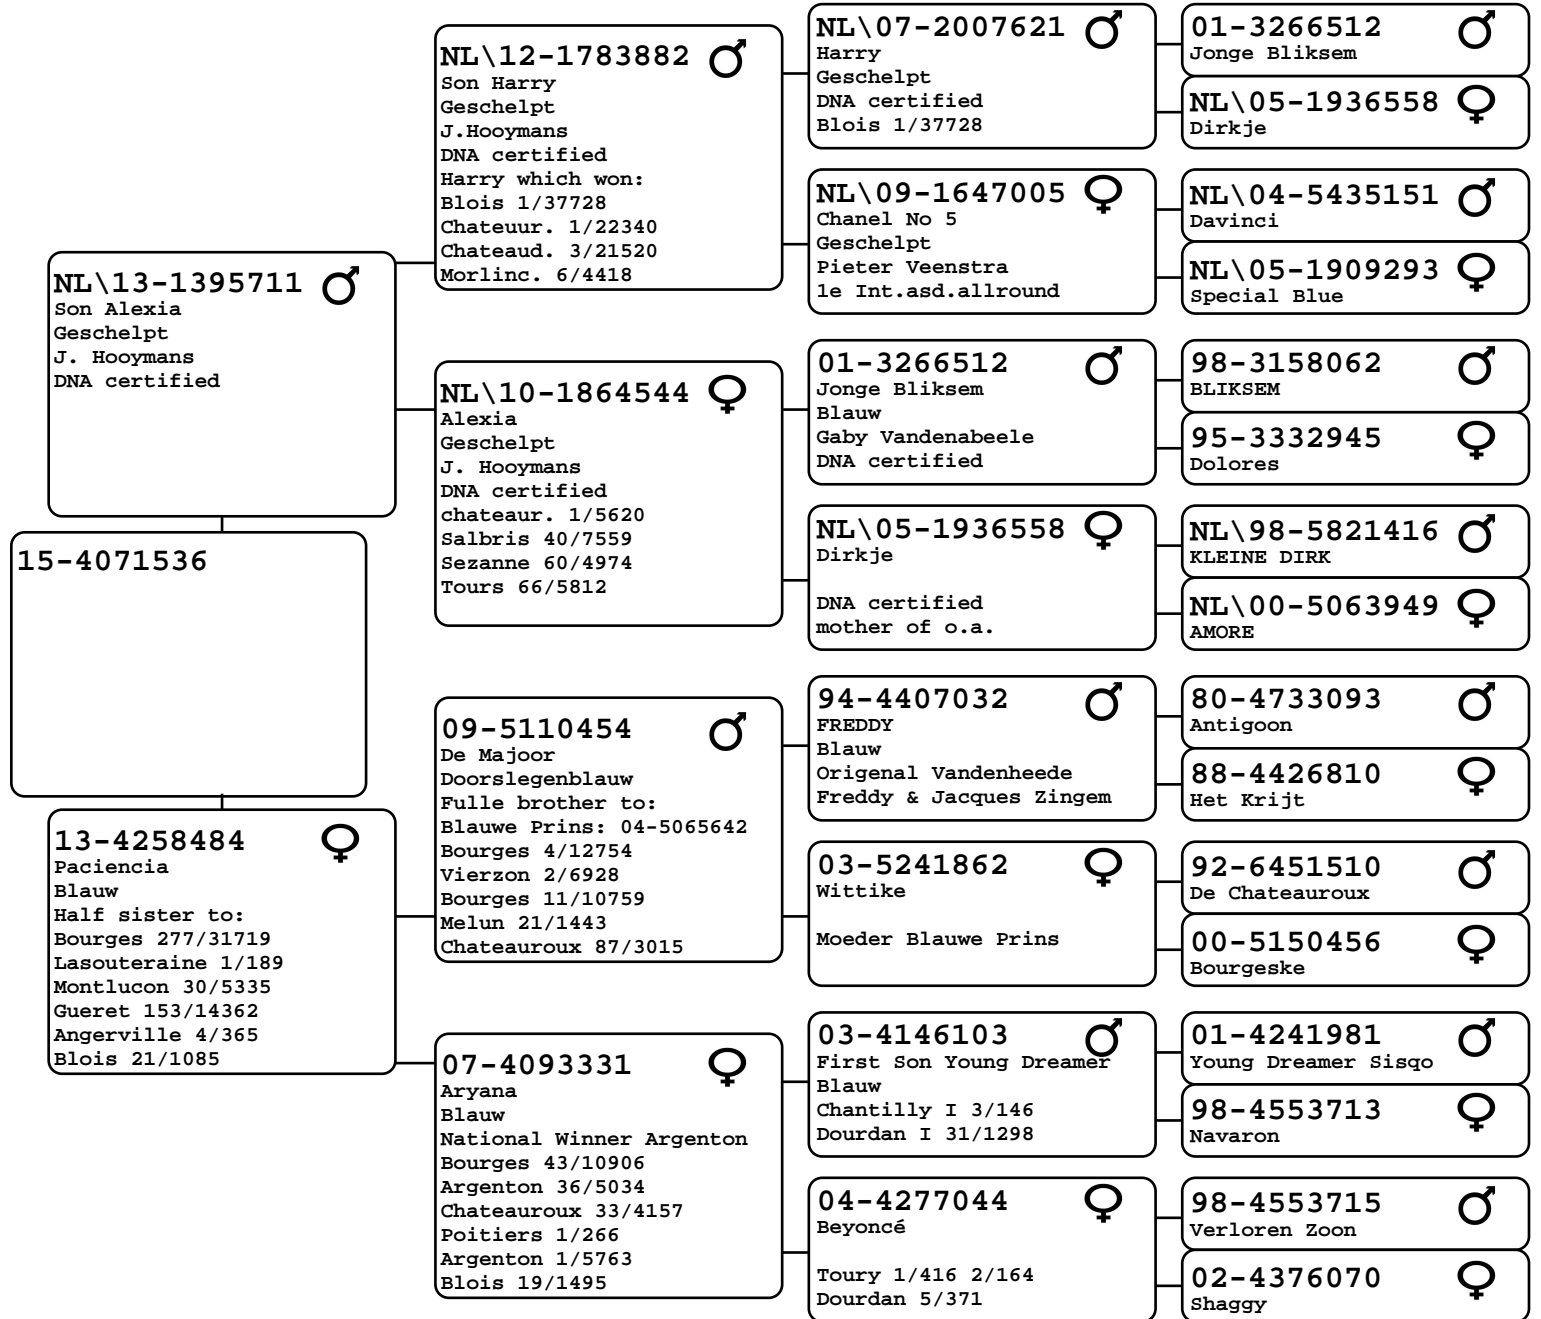 15-4071536
NL\13-1395711
Son Alexia
Geschelpt
J. Hooymans
DNA certified
13-4258484
Paciencia
Blauw
Half sister to:
Bourges 277/31719
Lasouteraine 1/189
Montlucon 30/5335
Gueret 153/14362
Angerville 4/365
Blois 21/1085
NL\12-1783882
Son Harry
Geschelpt
J.Hooymans
DNA certified
Harry which won:
Blois 1/37728
Chateuur. 1/22340
Chateaud. 3/21520
Morlinc. 6/4418
NL\10-1864544
Alexia
Geschelpt
J. Hooymans
DNA certified
chateaur. 1/5620
Salbris 40/7559
Sezanne 60/4974
Tours 66/5812
09-5110454
De Majoor
Doorslegenblauw
Fulle brother to:
Blauwe Prins: 04-5065642
Bourges 4/12754
Vierzon 2/6928
Bourges 11/10759
Melun 21/1443
Chateauroux 87/3015
07-4093331
Aryana
Blauw
National Winner Argenton
Bourges 43/10906
Argenton 36/5034
Chateauroux 33/4157
Poitiers 1/266
Argenton 1/5763
Blois 19/1495
NL\07-2007621
Harry
Geschelpt
DNA certified
Blois 1/37728
NL\09-1647005
Chanel No 5
Geschelpt
Pieter Veenstra
1e Int.asd.allround
01-3266512
Jonge Bliksem
Blauw
Gaby Vandenabeele
DNA certified
NL\05-1936558
Dirkje
DNA certified
mother of o.a.
94-4407032
FREDDY
Blauw
Origenal Vandenheede
Freddy & Jacques Zingem
03-5241862
Wittike
Moeder Blauwe Prins
03-4146103
First Son Young Dreamer
Blauw
Chantilly I 3/146
Dourdan I 31/1298
04-4277044
Beyoncé
Toury 1/416 2/164
Dourdan 5/371
01-3266512
Jonge Bliksem
NL\05-1936558
Dirkje
NL\04-5435151
Davinci
NL\05-1909293
Special Blue
98-3158062
BLIKSEM
95-3332945
Dolores
NL\98-5821416
KLEINE DIRK
NL\00-5063949
AMORE
80-4733093
Antigoon
88-4426810
Het Krijt
92-6451510
De Chateauroux
00-5150456
Bourgeske
01-4241981
Young Dreamer Sisqo
98-4553713
Navaron
98-4553715
Verloren Zoon
02-4376070
Shaggy